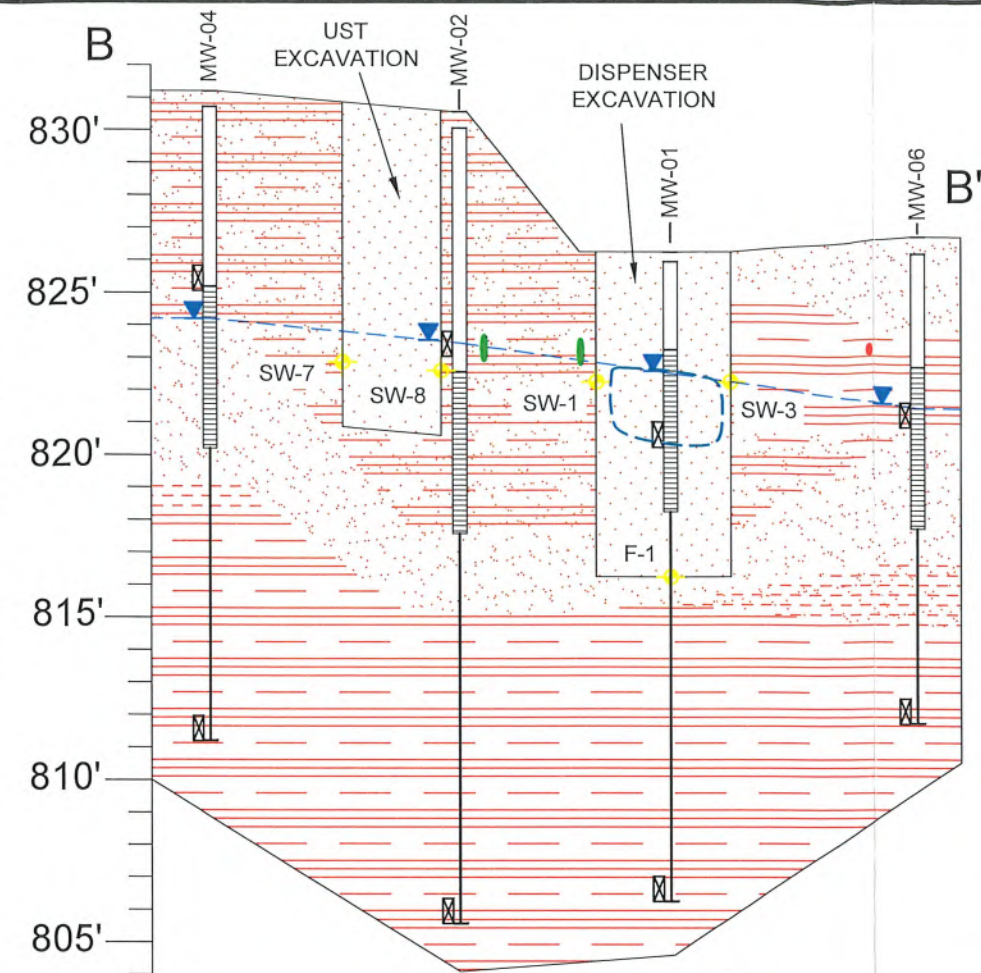 B
MW-04
UST
EXCAVATION
MW-02
DISPENSER
EXCAVATION
MW-01
MW-06
B'
830'
825'
820'
815'
810'
805'
SW-7
SW-8
SW-1
SW-3
F-1